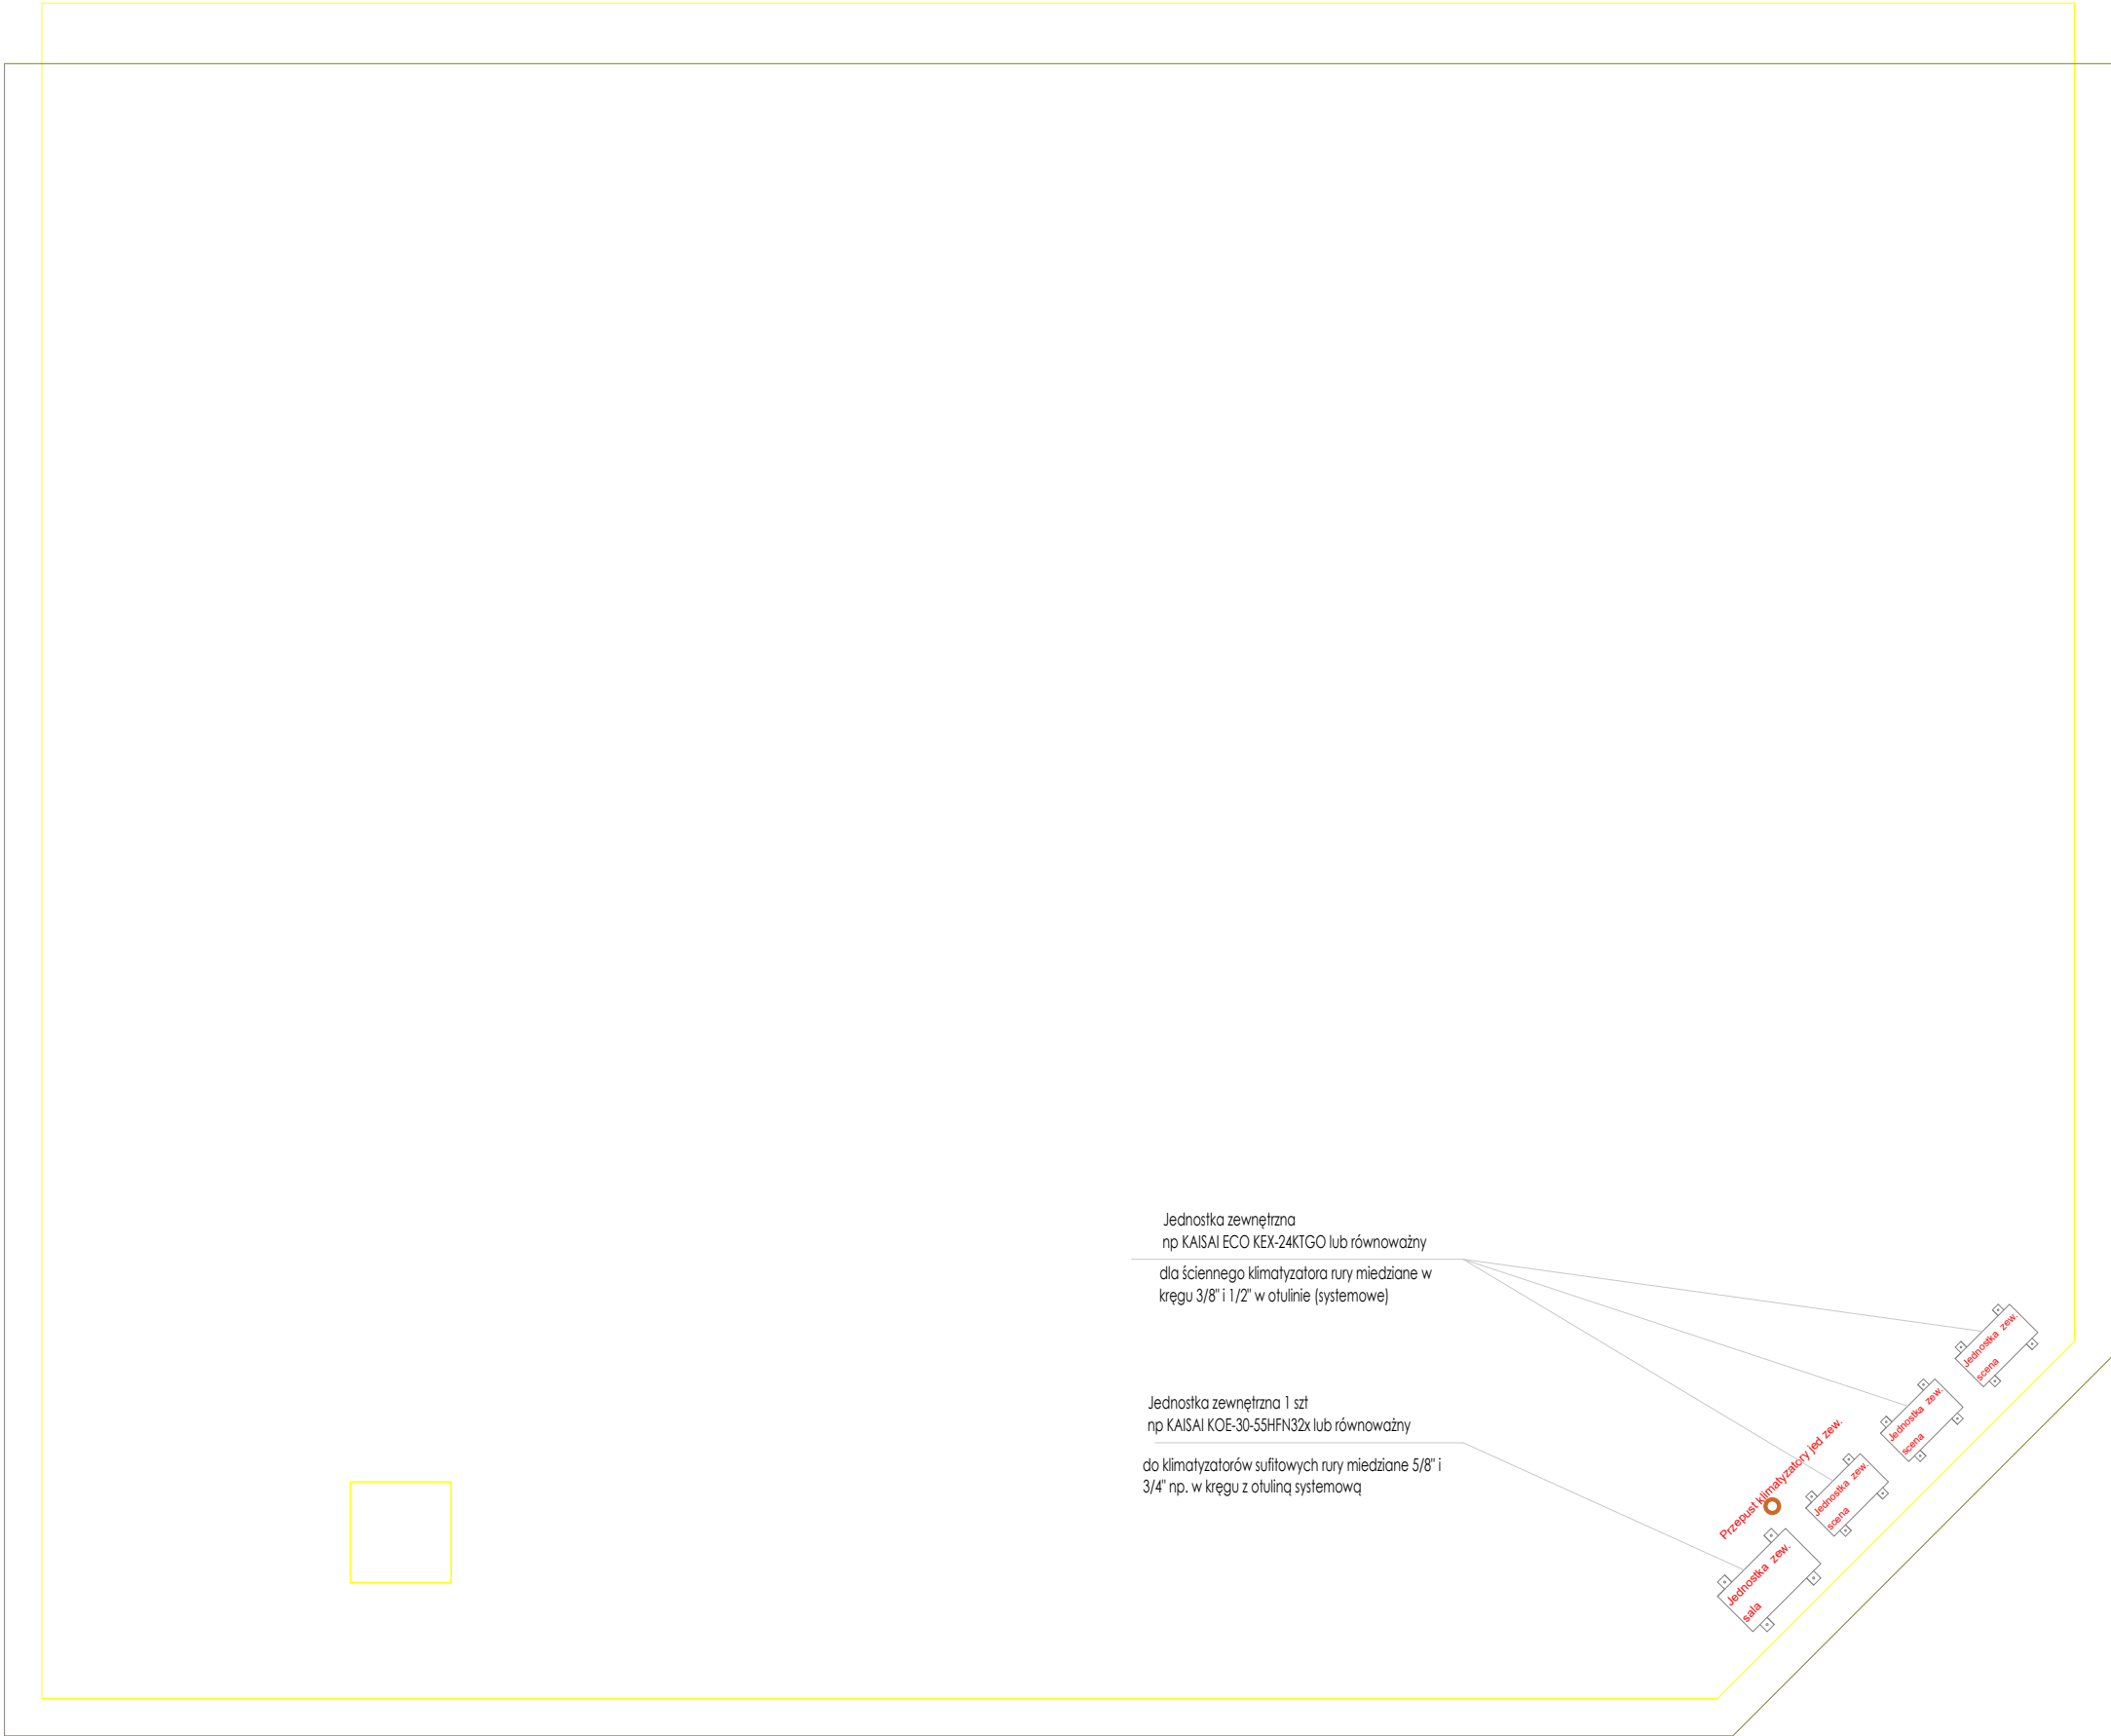 Jednostka zewnętrzna
np KAISAI ECO KEX-24KTGO lub równoważny
dla ściennego klimatyzatora rury miedziane w
kręgu 3/8" i 1/2" w otulinie (systemowe)
Jednostka zew.
scena
Jednostka zew.
scena
Jednostka zewnętrzna 1 szt
np KAISAI KOE-30-55HFN32x lub równoważny
do klimatyzatorów sufitowych rury miedziane 5/8" i
3/4" np. w kręgu z otuliną systemową
Przepust klimatyzatory jed zew.
Jednostka zew.
scena
Jednostka zew.
sala